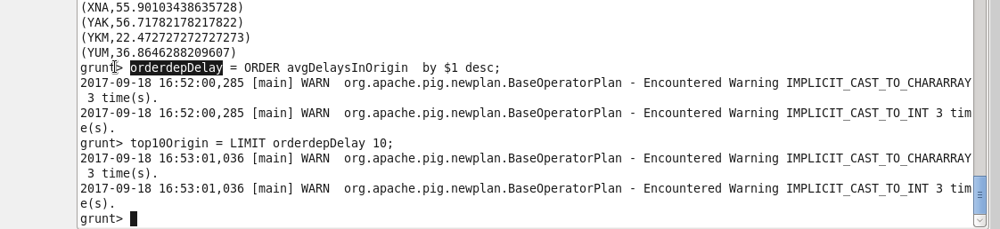 (XNA,55.90103438635728)
(YAK,56.71782178217822)
(YKM,22.472727272727273)
(YUM,36.8646288209607)
grunt> orderdepDelay = ORDER avgDelaysInOrigin  by $1 desc;
2017-09-18 16:52:00,285 [main] WARN  org.apache.pig.newplan.BaseOperatorPlan - Encountered Warning IMPLICIT_CAST_TO_CHARARRAY
 3 time(s).
2017-09-18 16:52:00,285 [main] WARN  org.apache.pig.newplan.BaseOperatorPlan - Encountered Warning IMPLICIT_CAST_TO_INT 3 tim
e(s).
grunt> top10Origin = LIMIT orderdepDelay 10;
2017-09-18 16:53:01,036 [main] WARN  org.apache.pig.newplan.BaseOperatorPlan - Encountered Warning IMPLICIT_CAST_TO_CHARARRAY
 3 time(s).
2017-09-18 16:53:01,036 [main] WARN  org.apache.pig.newplan.BaseOperatorPlan - Encountered Warning IMPLICIT_CAST_TO_INT 3 tim
e(s).
grunt>